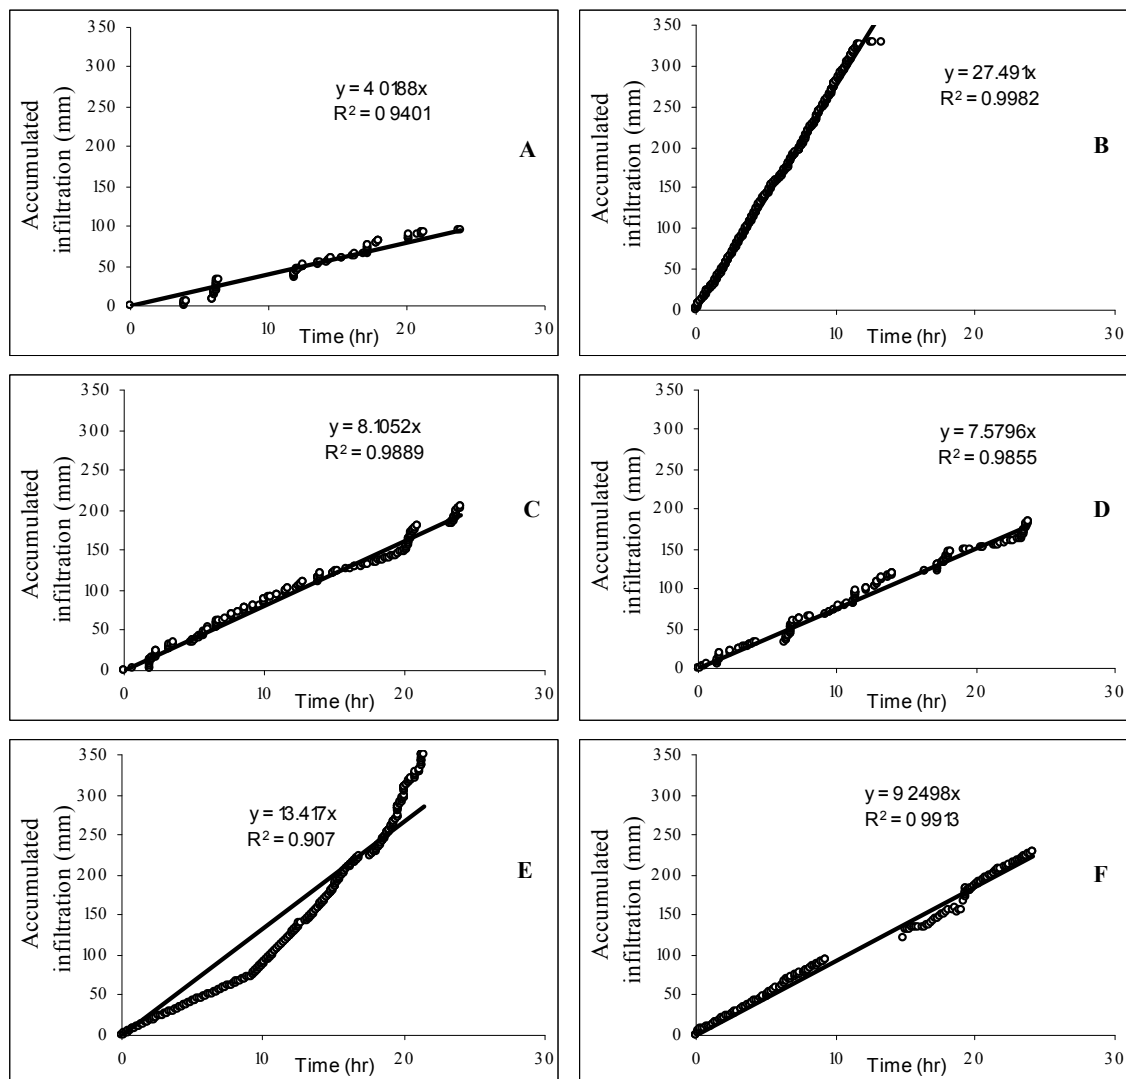 350
300
250
200
150
100
50
0
Accumulated
infiltration (mm)
y = 4 0188x
R² = 0 9401
A
0 10 20 30
Time (hr)
350
300
250
200
150
100
50
0
Accumulated
infiltration (mm)
y = 27.491x
R² = 0.9982
B
0 10 20 30
Time (hr)
350
300
250
200
150
100
50
0
Accumulated
infiltration (mm)
y = 8.1052x
R² = 0.9889
C
0 10 20 30
Time (hr)
350
300
250
200
150
100
50
0
Accumulated
infiltration (mm)
y = 7.5796x
R² = 0.9855
D
0 10 20 30
Time (hr)
350
300
250
200
150
100
50
0
Accumulated
infiltration (mm)
y = 13.417x
R² = 0.907
E
0 10 20 30
Time (hr)
350
300
250
200
150
100
50
0
Accumulated
infiltration (mm)
y = 9 2498x
R² = 0 9913
F
0 10 20 30
Time (hr)